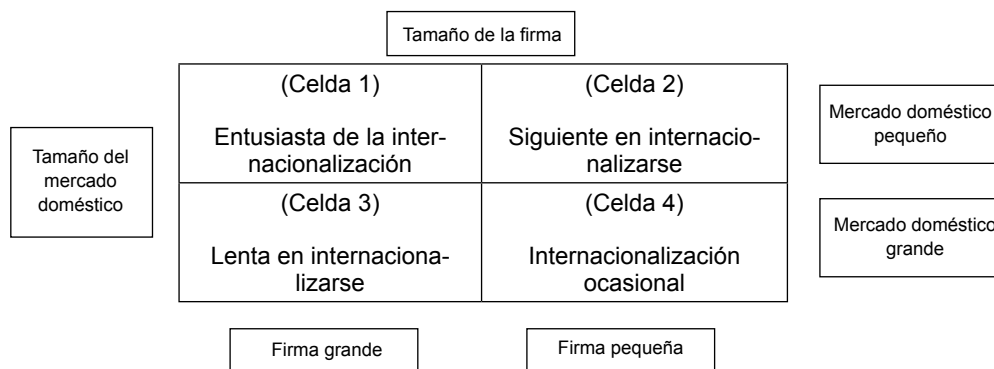 Tamaño de la firma
(Celda 1)
Entusiasta de la inter-
nacionalización
(Celda 2)
Siguiente en internacio-
nalizarse
Mercado doméstico
pequeño
Tamaño del
mercado
doméstico
(Celda 3)
Lenta en internaciona-
lizarse
(Celda 4)
Internacionalización
ocasional
Mercado doméstico
grande
Firma grande
Firma pequeña